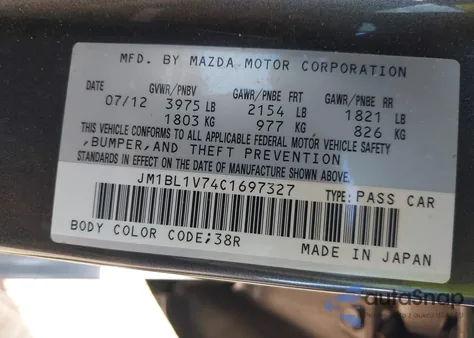 MFD. BY MAZDA MOTOR CORPORATION
DATE GVWR/PNBV GAWR/PNBE FRT GAWR/PNBE RR
07/12 3975 LB 2154 LB 1821 LB
1803 KG 977 KG 826 KG
THIS VEHICLE CONFORMS TO ALL APPLICABLE FEDERAL MOTOR VEHICLE SAFETY
,BUMPER,AND THEFT PREVENTION
STANDARDS IN EFFECT ON THE DATE OF MANUFACTURE SHOWN ABOVE.
JM1BL1V74C1697327 TYPE: PASS CAR
BODY COLOR CODE;38R MADE IN JAPAN
autoSnap